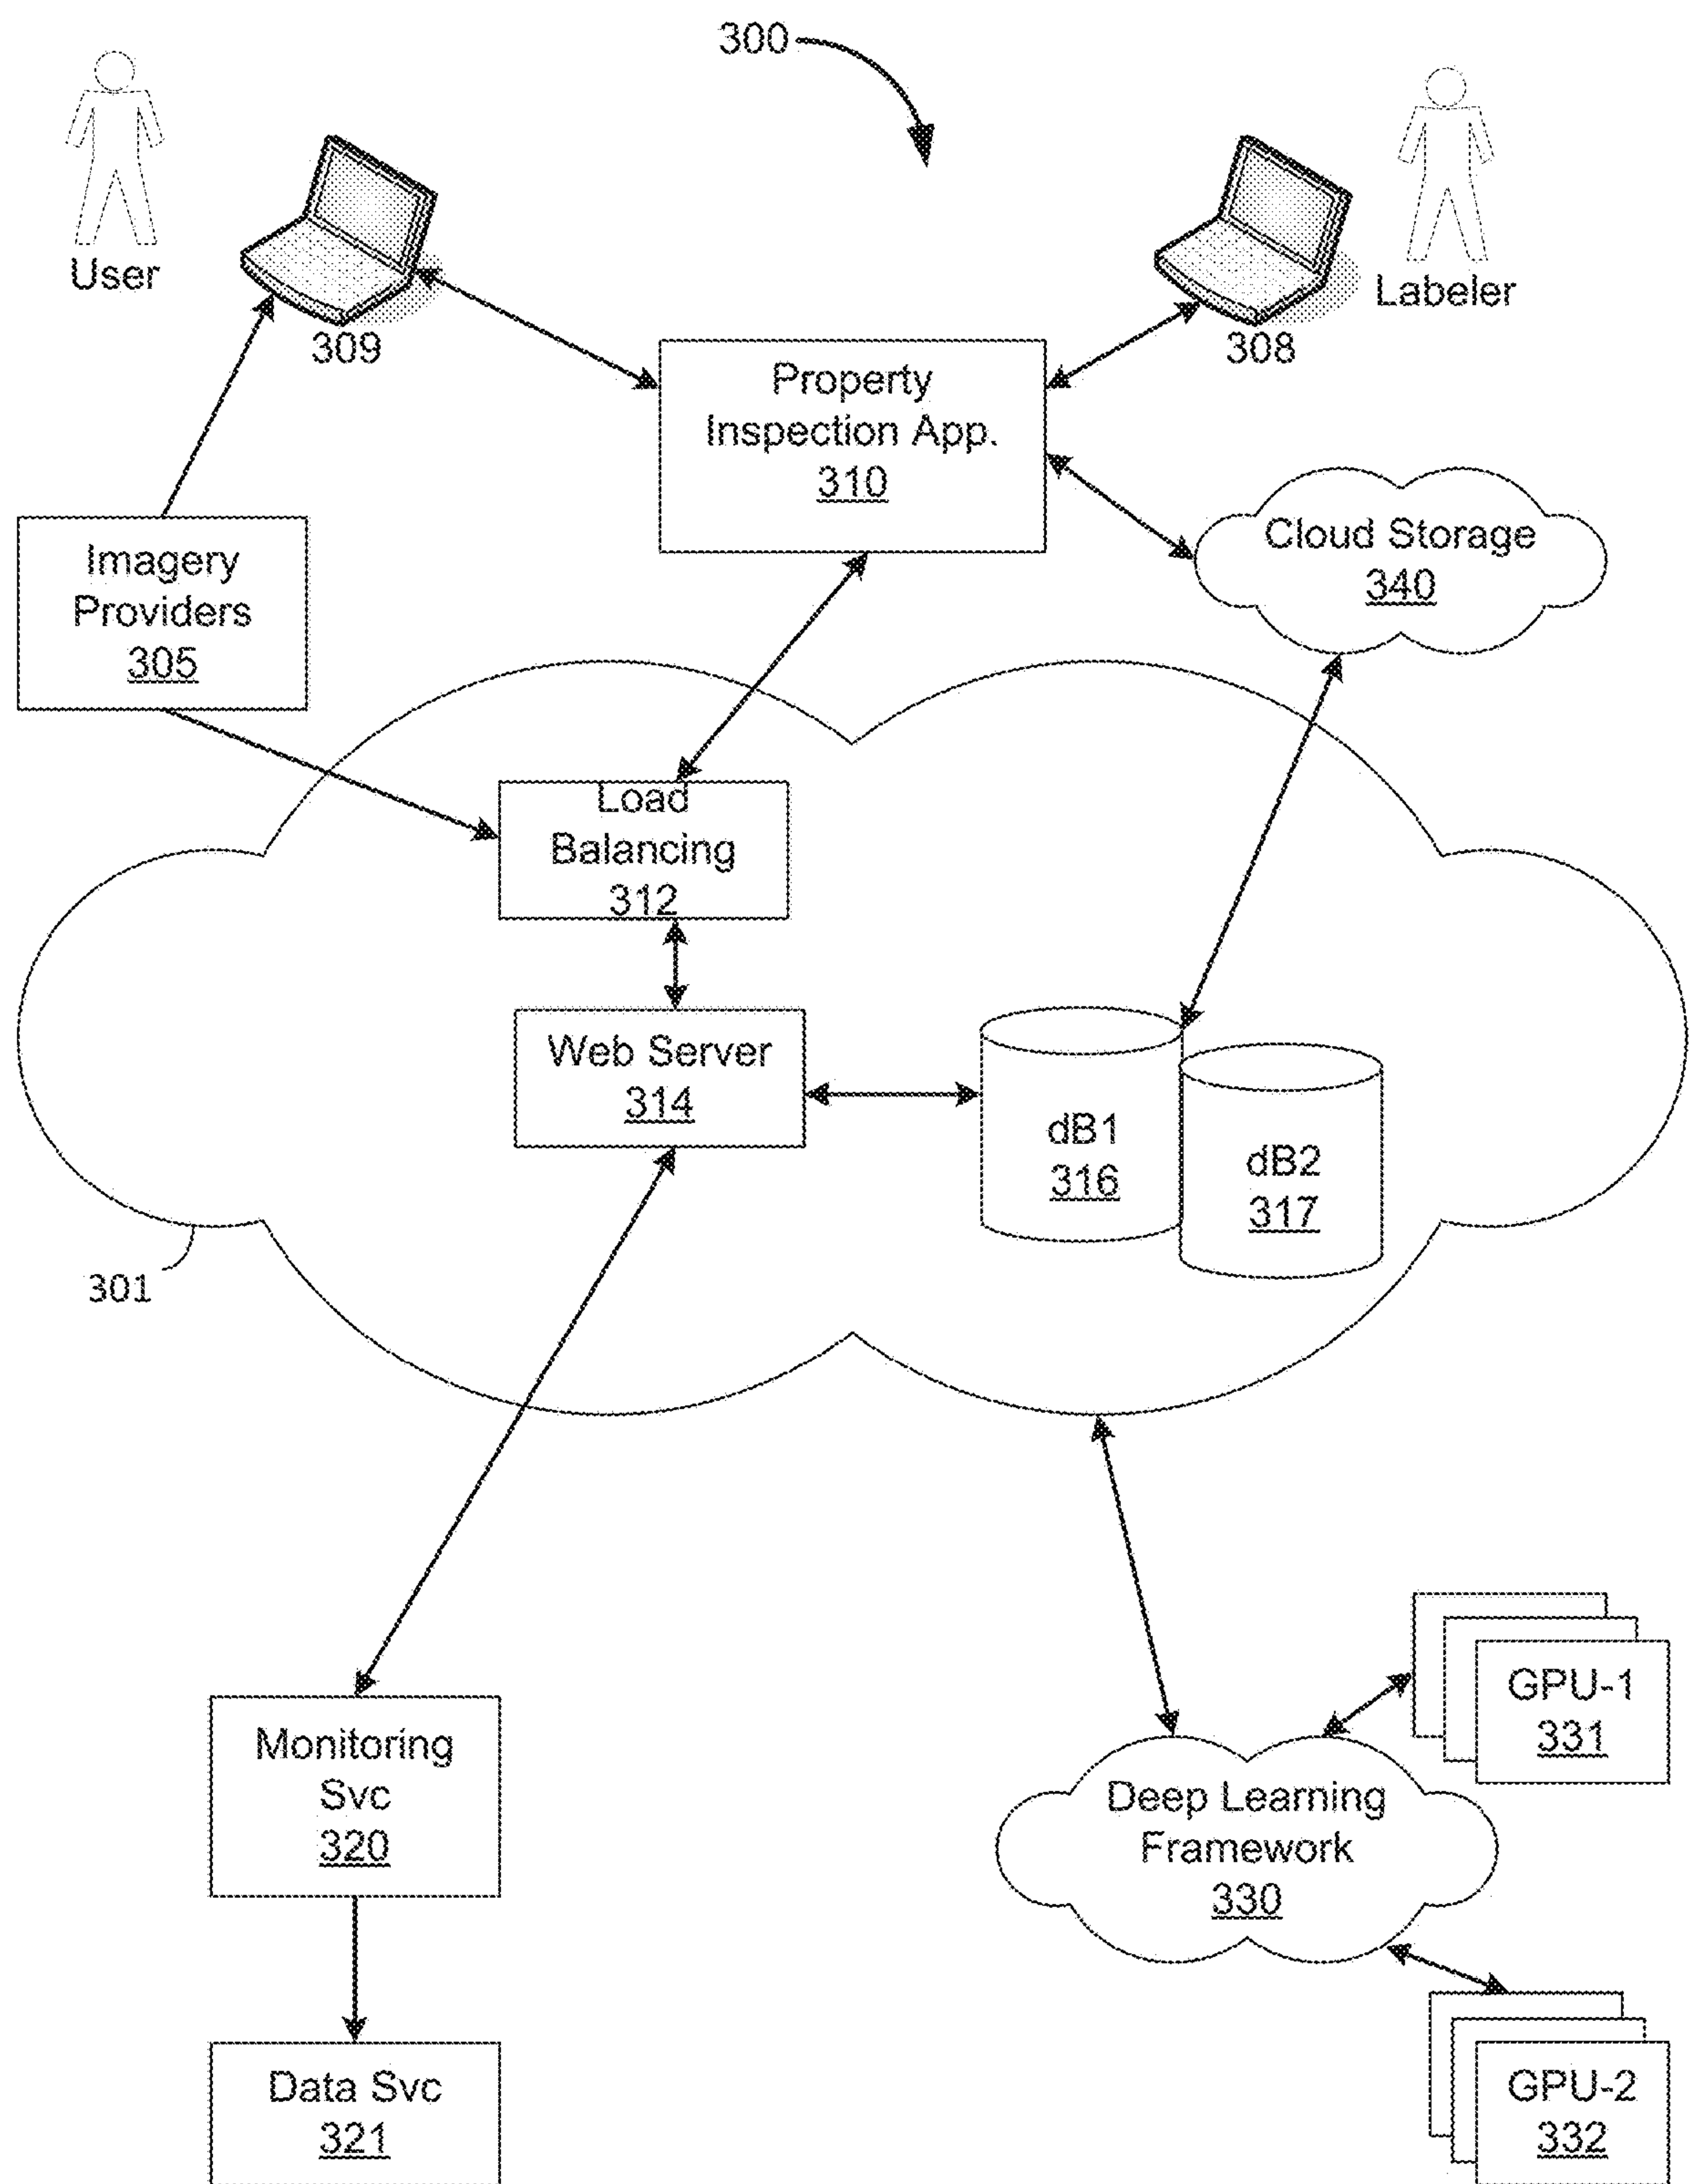 300
User
309
308
Labeler
Property
Inspection App.
310
Imagery
Providers
305
Cloud Storage
340
Load
Balancing
312
Web Server
314
dB1
316
dB2
317
301
Monitoring
Svc
320
Data Svc
321
GPU-1
331
Deep Learning
Framework
330
GPU-2
332